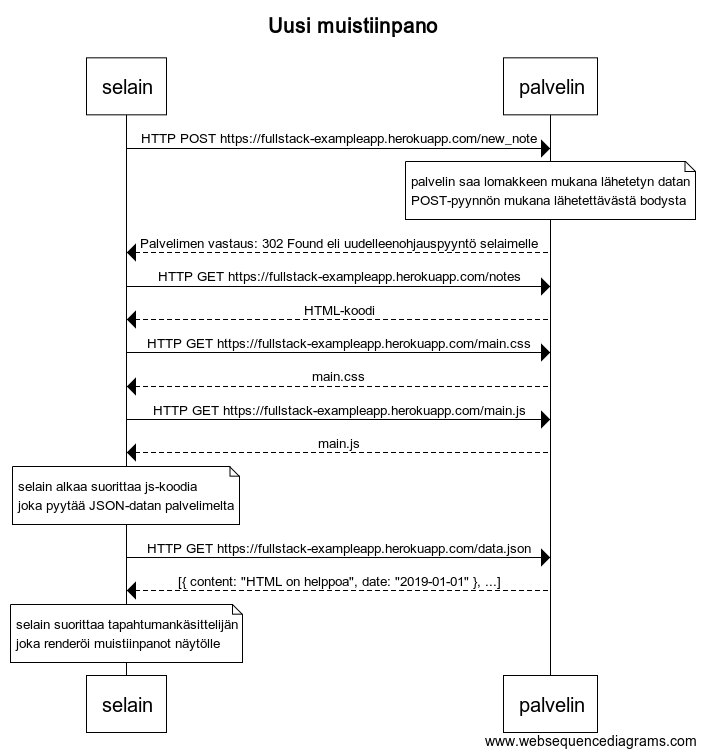 Uusi muistiinpano
selain
palvelin
HTTP POST https://fullstack-exampleapp.herokuapp.com/new_note
palvelin saa lomakkeen mukana lähetetyn datan
POST-pyynnön mukana lähetettävästä bodysta
Palvelimen vastaus: 302 Found eli uudelleenohjauspyyntö selaimelle
HTTP GET https://fullstack-exampleapp.herokuapp.com/notes
HTML-koodi
HTTP GET https://fullstack-exampleapp.herokuapp.com/main.css
main.css
HTTP GET https://fullstack-exampleapp.herokuapp.com/main.js
main.js
selain alkaa suorittaa js-koodia
joka pyytää JSON-datan palvelimelta
HTTP GET https://fullstack-exampleapp.herokuapp.com/data.json
[{ content: "HTML on helppoa", date: "2019-01-01" }, ...]
selain suorittaa tapahtumankäsittelijän
joka renderöi muistiinpanot näytölle
selain
palvelin
www.websequencediagrams.com